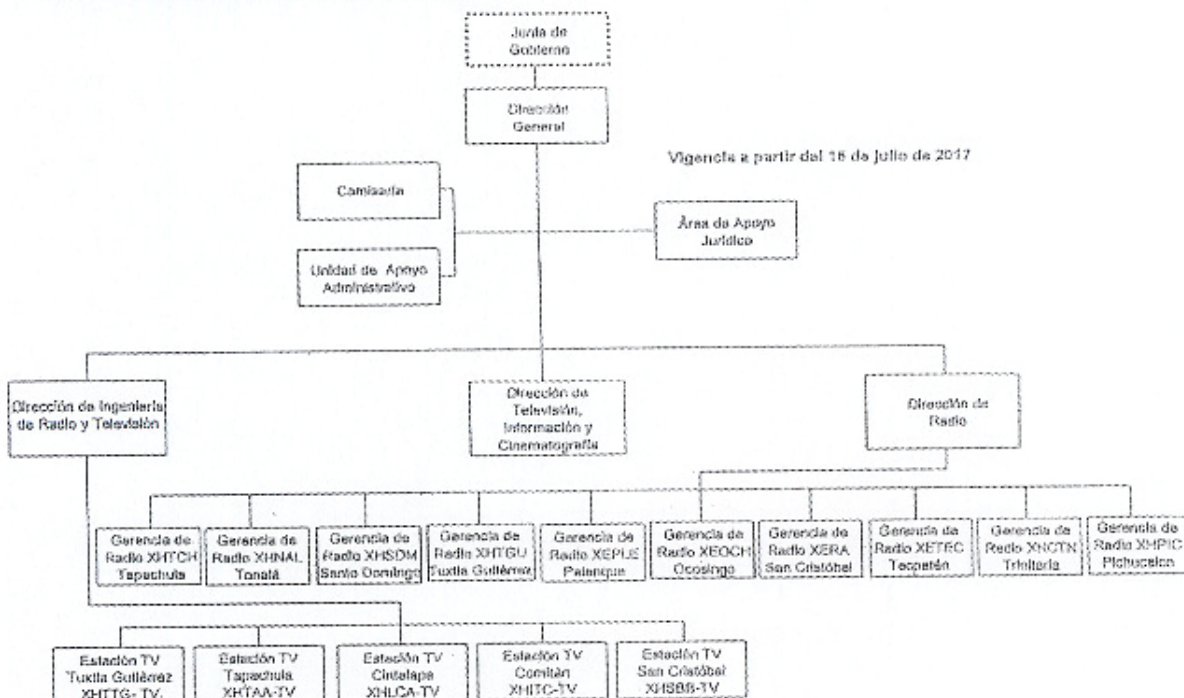 Junta de
Gobierno
Dirección
General
Vigencia a partir del 16 de julio de 2017
Comisaría
Área de Apoyo
Jurídico
Unidad de Apoyo
Administrativo
Dirección de Ingeniería
de Radio y Televisión
Dirección de
Televisión,
Información y
Cinematografía
Dirección de
Radio
Gerencia de
Radio XHTCH
Tapachula
Gerencia de
Radio XHNAL
Tonalá
Gerencia de
Radio XHSDM
Santo Domingo
Gerencia de
Radio XHTGU
Tuxtla Gutiérrez
Gerencia de
Radio XEPLE
Palenque
Gerencia de
Radio XEOCH
Ocosingo
Gerencia de
Radio XERA
San Cristóbal
Gerencia de
Radio XETEC
Tecpatán
Gerencia de
Radio
Trinitaria
Gerencia de
Radio XHPIC
Pichucalco
Estación TV
Tuxtla Gutiérrez
XHTTG- TV.
Estación TV
Tapachula
XHTAA-TV
Estación TV
Cintalapa
XHLCA-TV
Estación TV
Comitán
XHITC-TV
Estación TV
San Cristóbal
XHSBB-TV